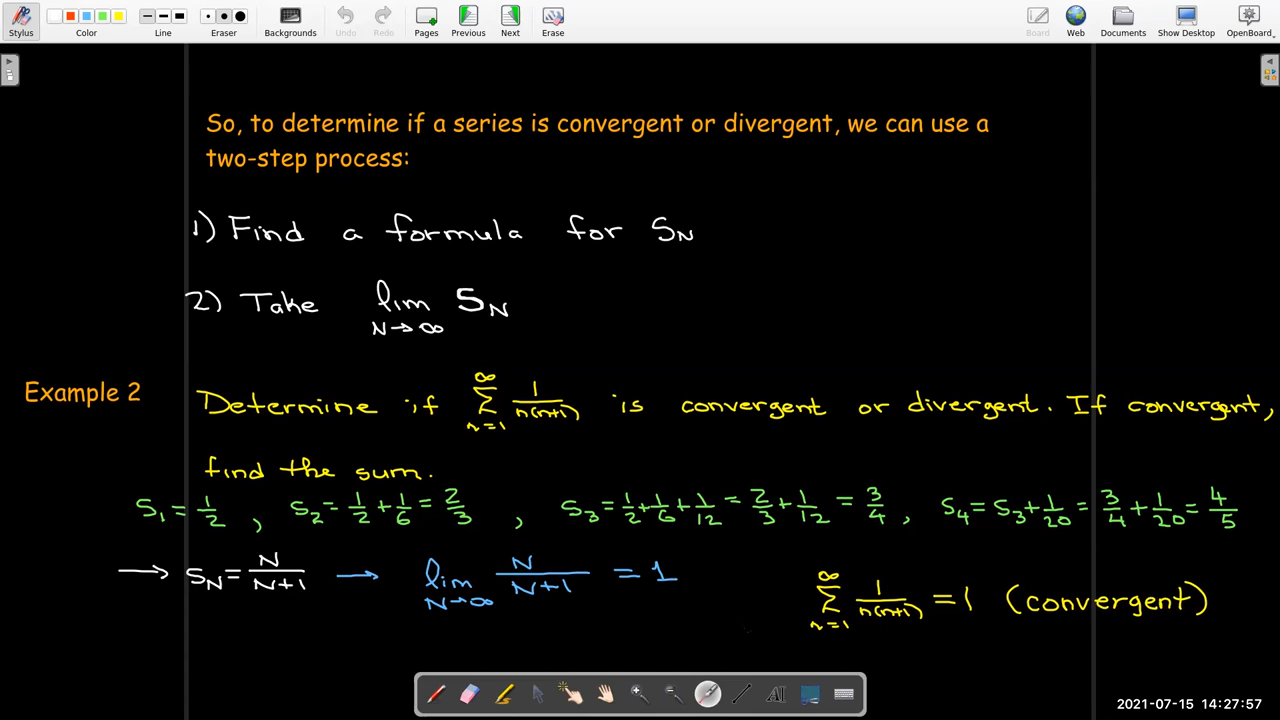 Stylus Color Line Eraser Backgrounds Undo Redo Pages Previous Next Erase Board Web Documents Show Desktop OpenBoard
So, to determine if a series is convergent or divergent, we can use a
two-step process:
1) Find a formula for S_N
2) Take lim_{N→∞} S_N
Example 2
Determine if ∑_{n=1}^{∞} 1/(n(n+1)) is convergent or divergent. If convergent,
find the sum.
S_1 = 1/2 , S_2 = 1/2 + 1/6 = 2/3 , S_3 = 1/2 + 1/6 + 1/12 = 2/3 + 1/12 = 3/4 , S_4 = S_3 + 1/20 = 3/4 + 1/20 = 4/5
→ S_N = N/(N+1) → lim_{N→∞} N/(N+1) = 1
∑_{n=1}^{∞} 1/(n(n+1)) = 1 (convergent)
AI
2021-07-15 14:27:57